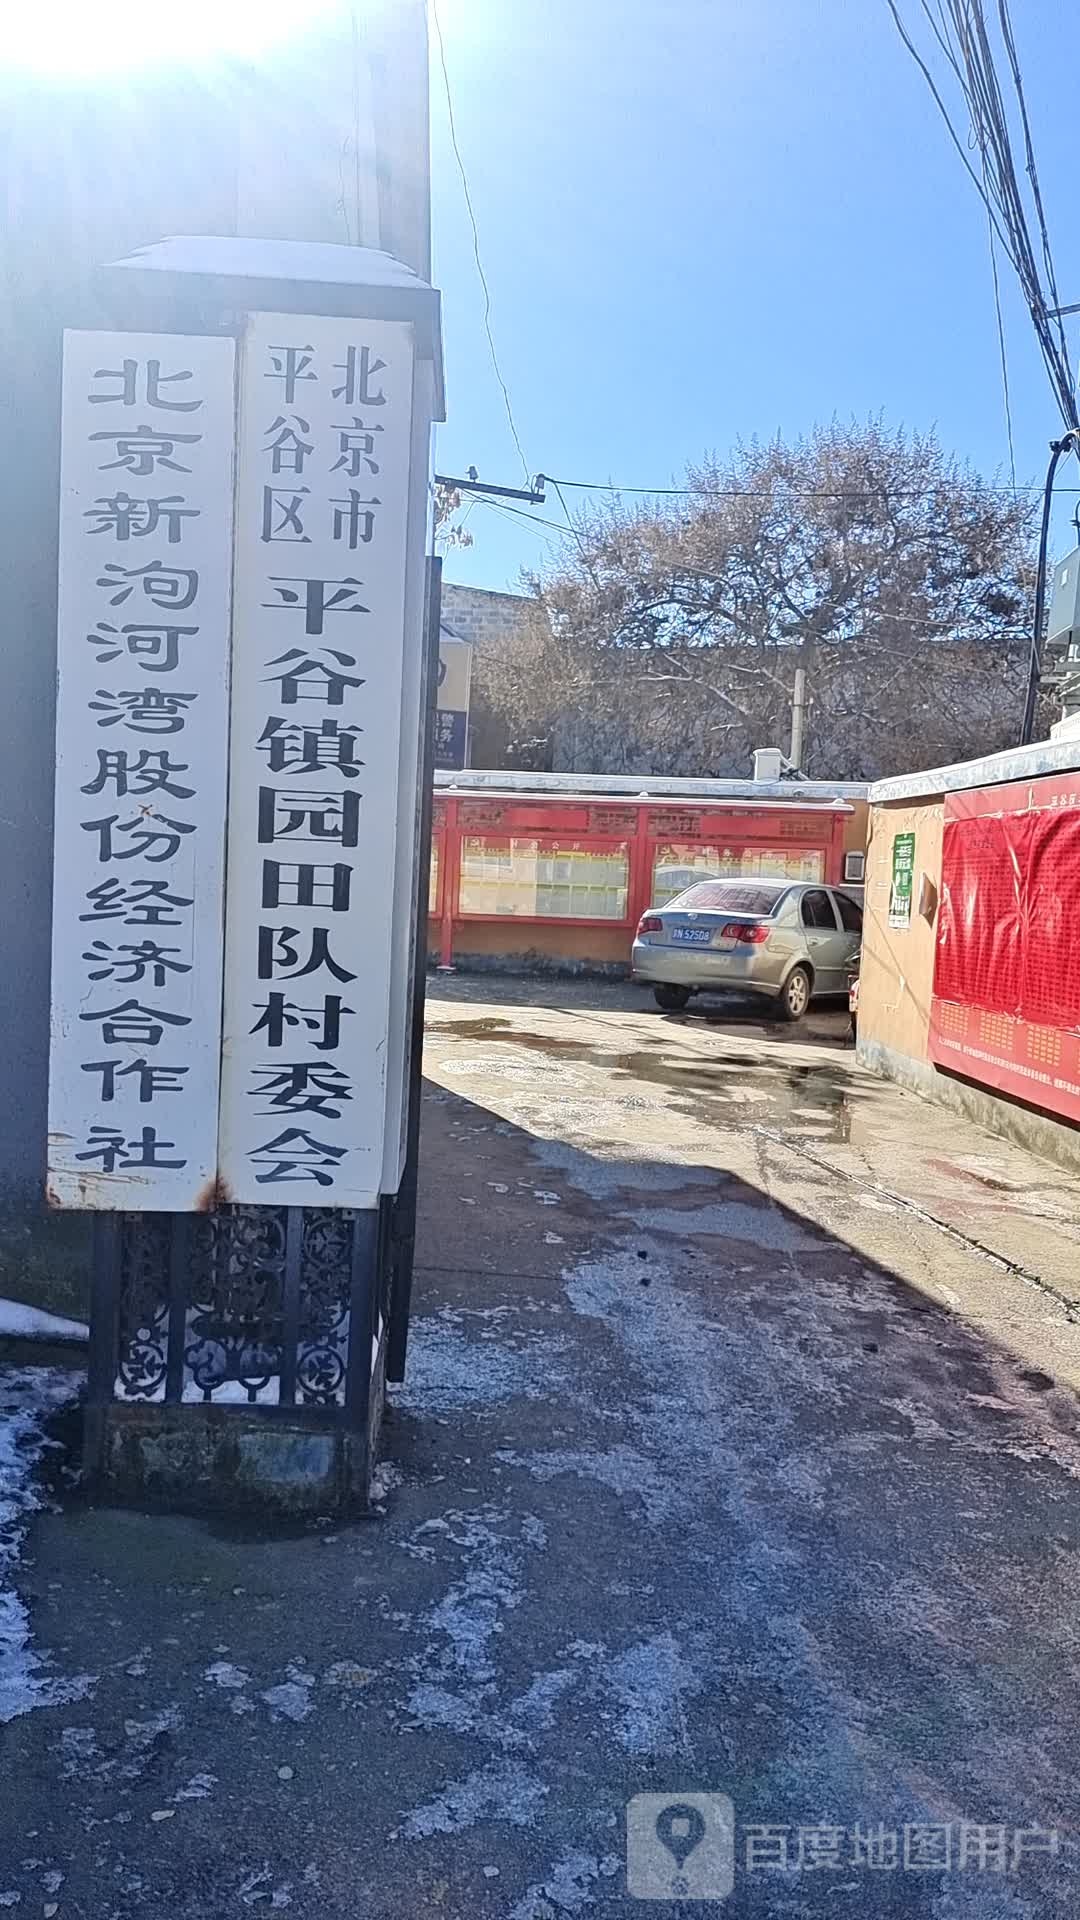 北京市
平谷区
平谷镇园田队村委会
北京新洵河湾股份经济合作社
N·52SD8
百度地图用户